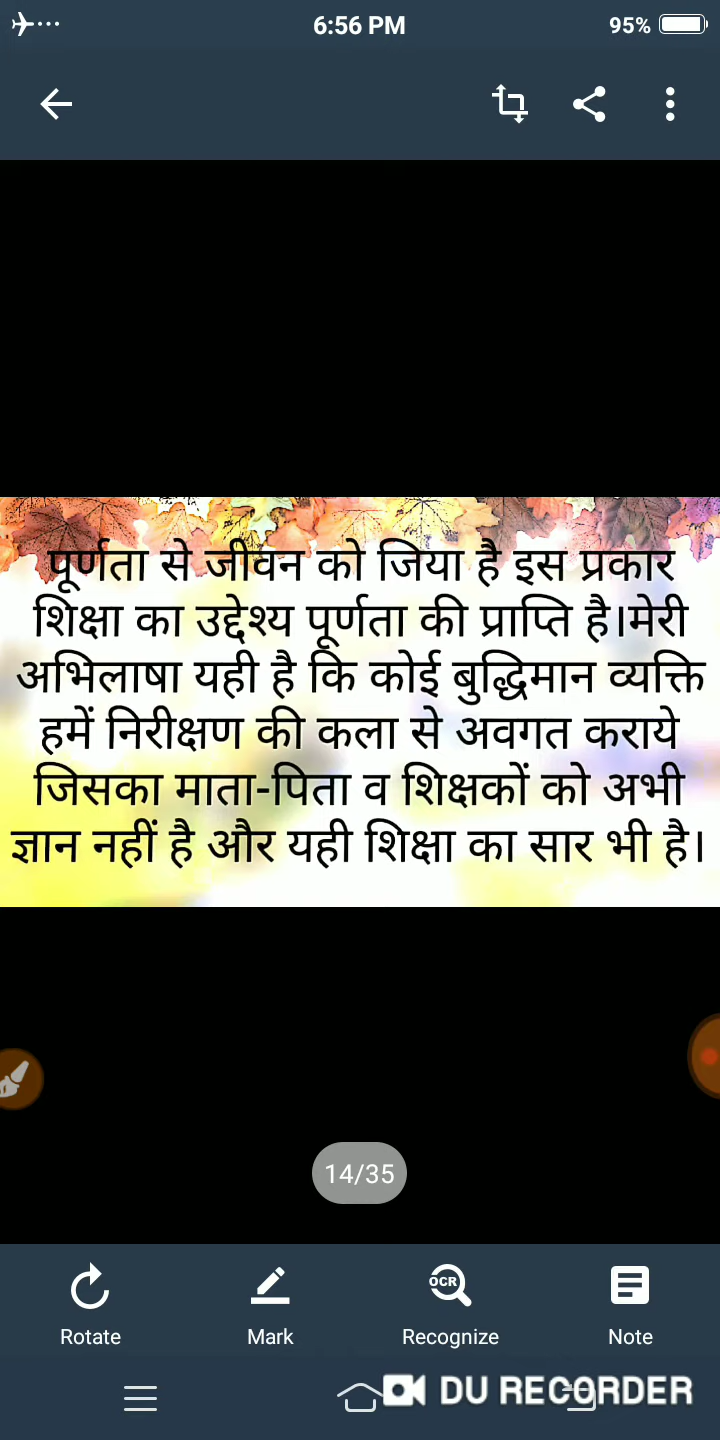 6:56 PM
95%
पूर्णता से जीवन को जिया है इस प्रकार
शिक्षा का उद्देश्य पूर्णता की प्राप्ति है।मेरी
अभिलाषा यही है कि कोई बुद्धिमान व्यक्ति
हमें निरीक्षण की कला से अवगत कराये
जिसका माता-पिता व शिक्षकों को अभी
ज्ञान नहीं है और यही शिक्षा का सार भी है।
14/35
OCR
Rotate Mark Recognize Note
DU RECORDER